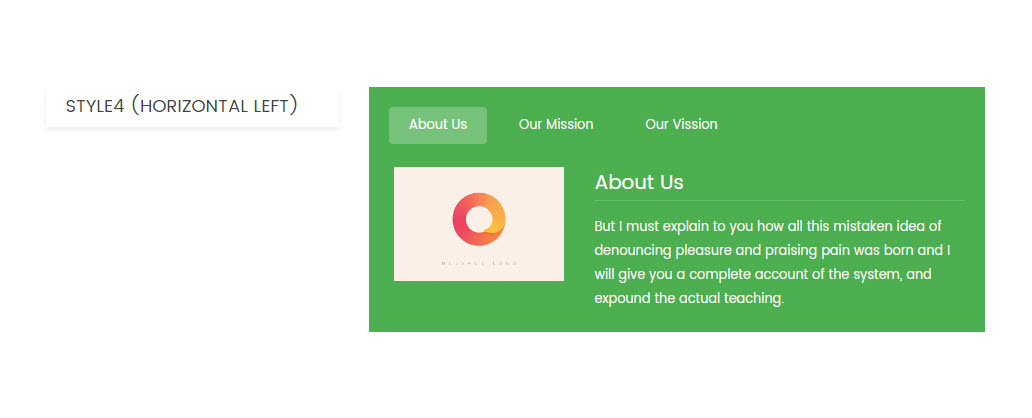 STYLE4 (HORIZONTAL LEFT)
About Us
Our Mission
Our Vission
About Us
But I must explain to you how all this mistaken idea of
denouncing pleasure and praising pain was born and I
will give you a complete account of the system, and
expound the actual teaching.